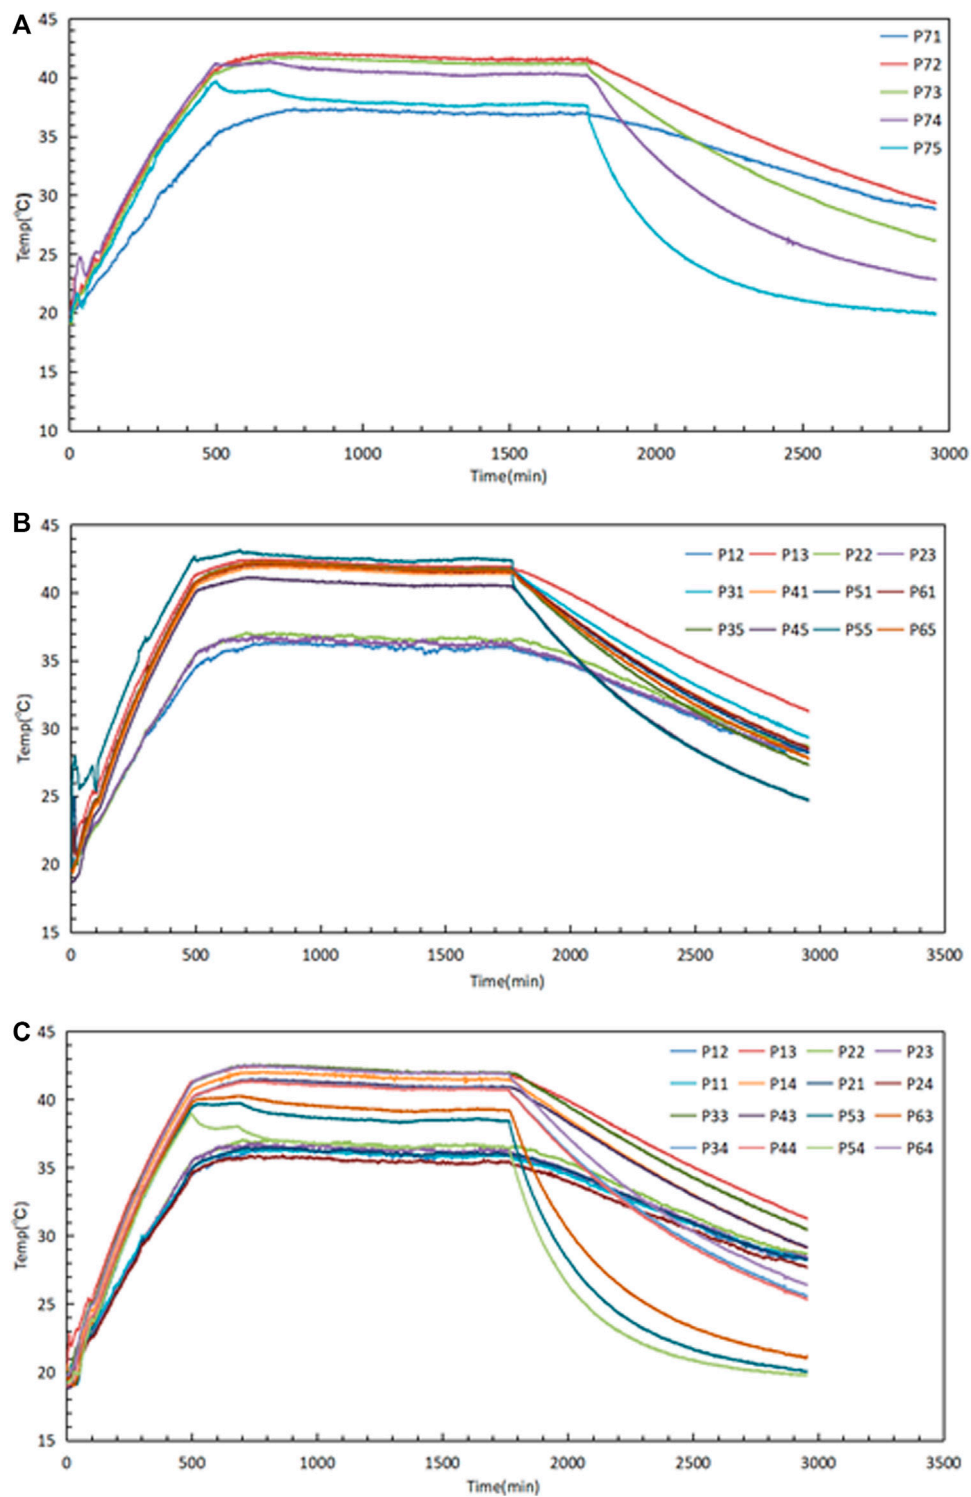 A
45
40
35
30
25
20
15
10
Temp(°C)
P71
P72
P73
P74
P75
0 500 1000 1500 2000 2500 3000
Time(min)
B
45
40
35
30
25
20
15
Temp(°C)
P12 P13 P22 P23
P31 P41 P51 P61
P35 P45 P55 P65
0 500 1000 1500 2000 2500 3000 3500
Time(min)
C
45
40
35
30
25
20
15
Temp(°C)
P12 P13 P22 P23
P11 P14 P21 P24
P33 P43 P53 P63
P34 P44 P54 P64
0 500 1000 1500 2000 2500 3000 3500
Time(min)